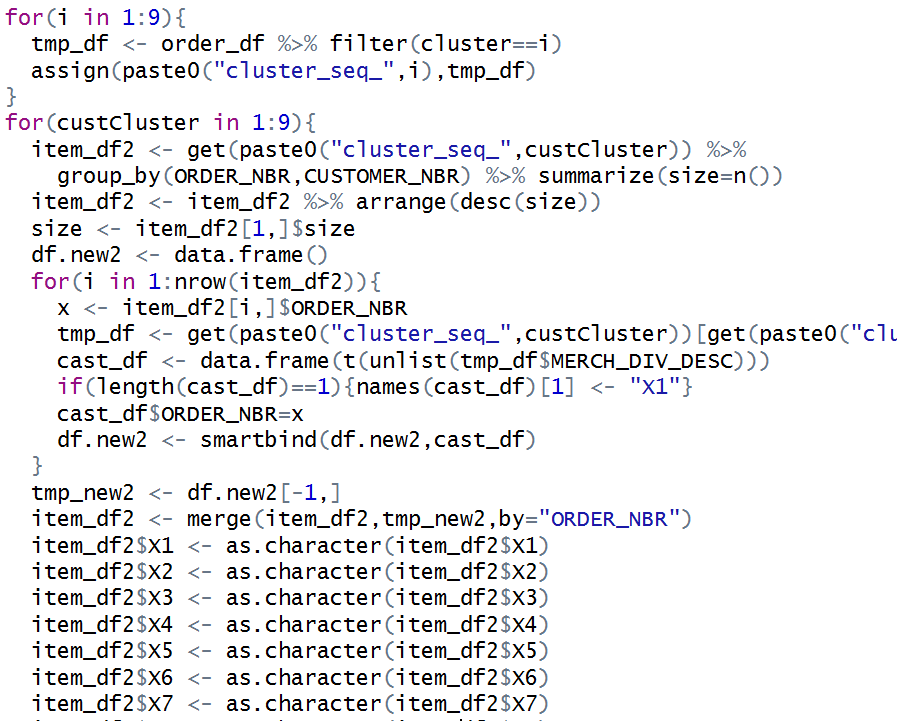 for(i in 1:9){
  tmp_df <- order_df %>% filter(cluster==i)
  assign(paste0("cluster_seq_",i),tmp_df)
}
for(custCluster in 1:9){
  item_df2 <- get(paste0("cluster_seq_",custCluster)) %>%
    group_by(ORDER_NBR,CUSTOMER_NBR) %>% summarize(size=n())
  item_df2 <- item_df2 %>% arrange(desc(size))
  size <- item_df2[1,]$size
  df.new2 <- data.frame()
  for(i in 1:nrow(item_df2)){
    x <- item_df2[i,]$ORDER_NBR
    tmp_df <- get(paste0("cluster_seq_",custCluster))[get(paste0("clu
    cast_df <- data.frame(t(unlist(tmp_df$MERCH_DIV_DESC)))
    if(length(cast_df)==1){names(cast_df)[1] <- "X1"}
    cast_df$ORDER_NBR=x
    df.new2 <- smartbind(df.new2,cast_df)
  }
  tmp_new2 <- df.new2[-1,]
  item_df2 <- merge(item_df2,tmp_new2,by="ORDER_NBR")
  item_df2$X1 <- as.character(item_df2$X1)
  item_df2$X2 <- as.character(item_df2$X2)
  item_df2$X3 <- as.character(item_df2$X3)
  item_df2$X4 <- as.character(item_df2$X4)
  item_df2$X5 <- as.character(item_df2$X5)
  item_df2$X6 <- as.character(item_df2$X6)
  item_df2$X7 <- as.character(item_df2$X7)